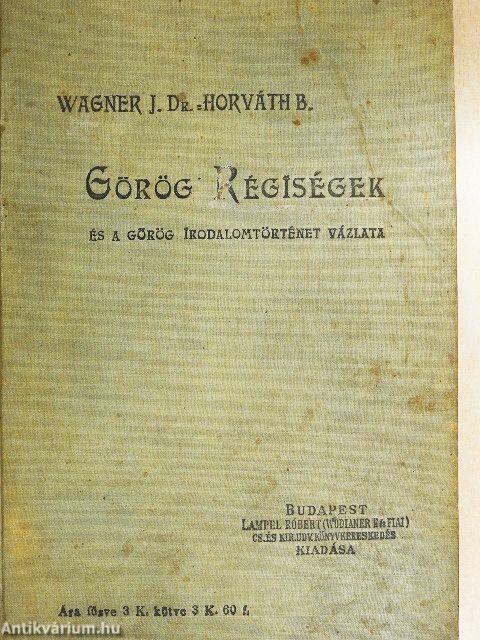 WAGNER J. DR.-HORVÁTH B.
GÖRÖG RÉGISÉGEK
ÉS A GÖRÖG IRODALOMTÖRTÉNET VÁZLATA
BUDAPEST
LAMPEL RÓBERT (WODIANER F. és FIAI)
CS. ÉS KIR. UDV. KÖNYVKERESKEDÉS
KIADÁSA
Ára fűzve 3 K. kötve 3 K. 60 f.
Antikvárium.hu